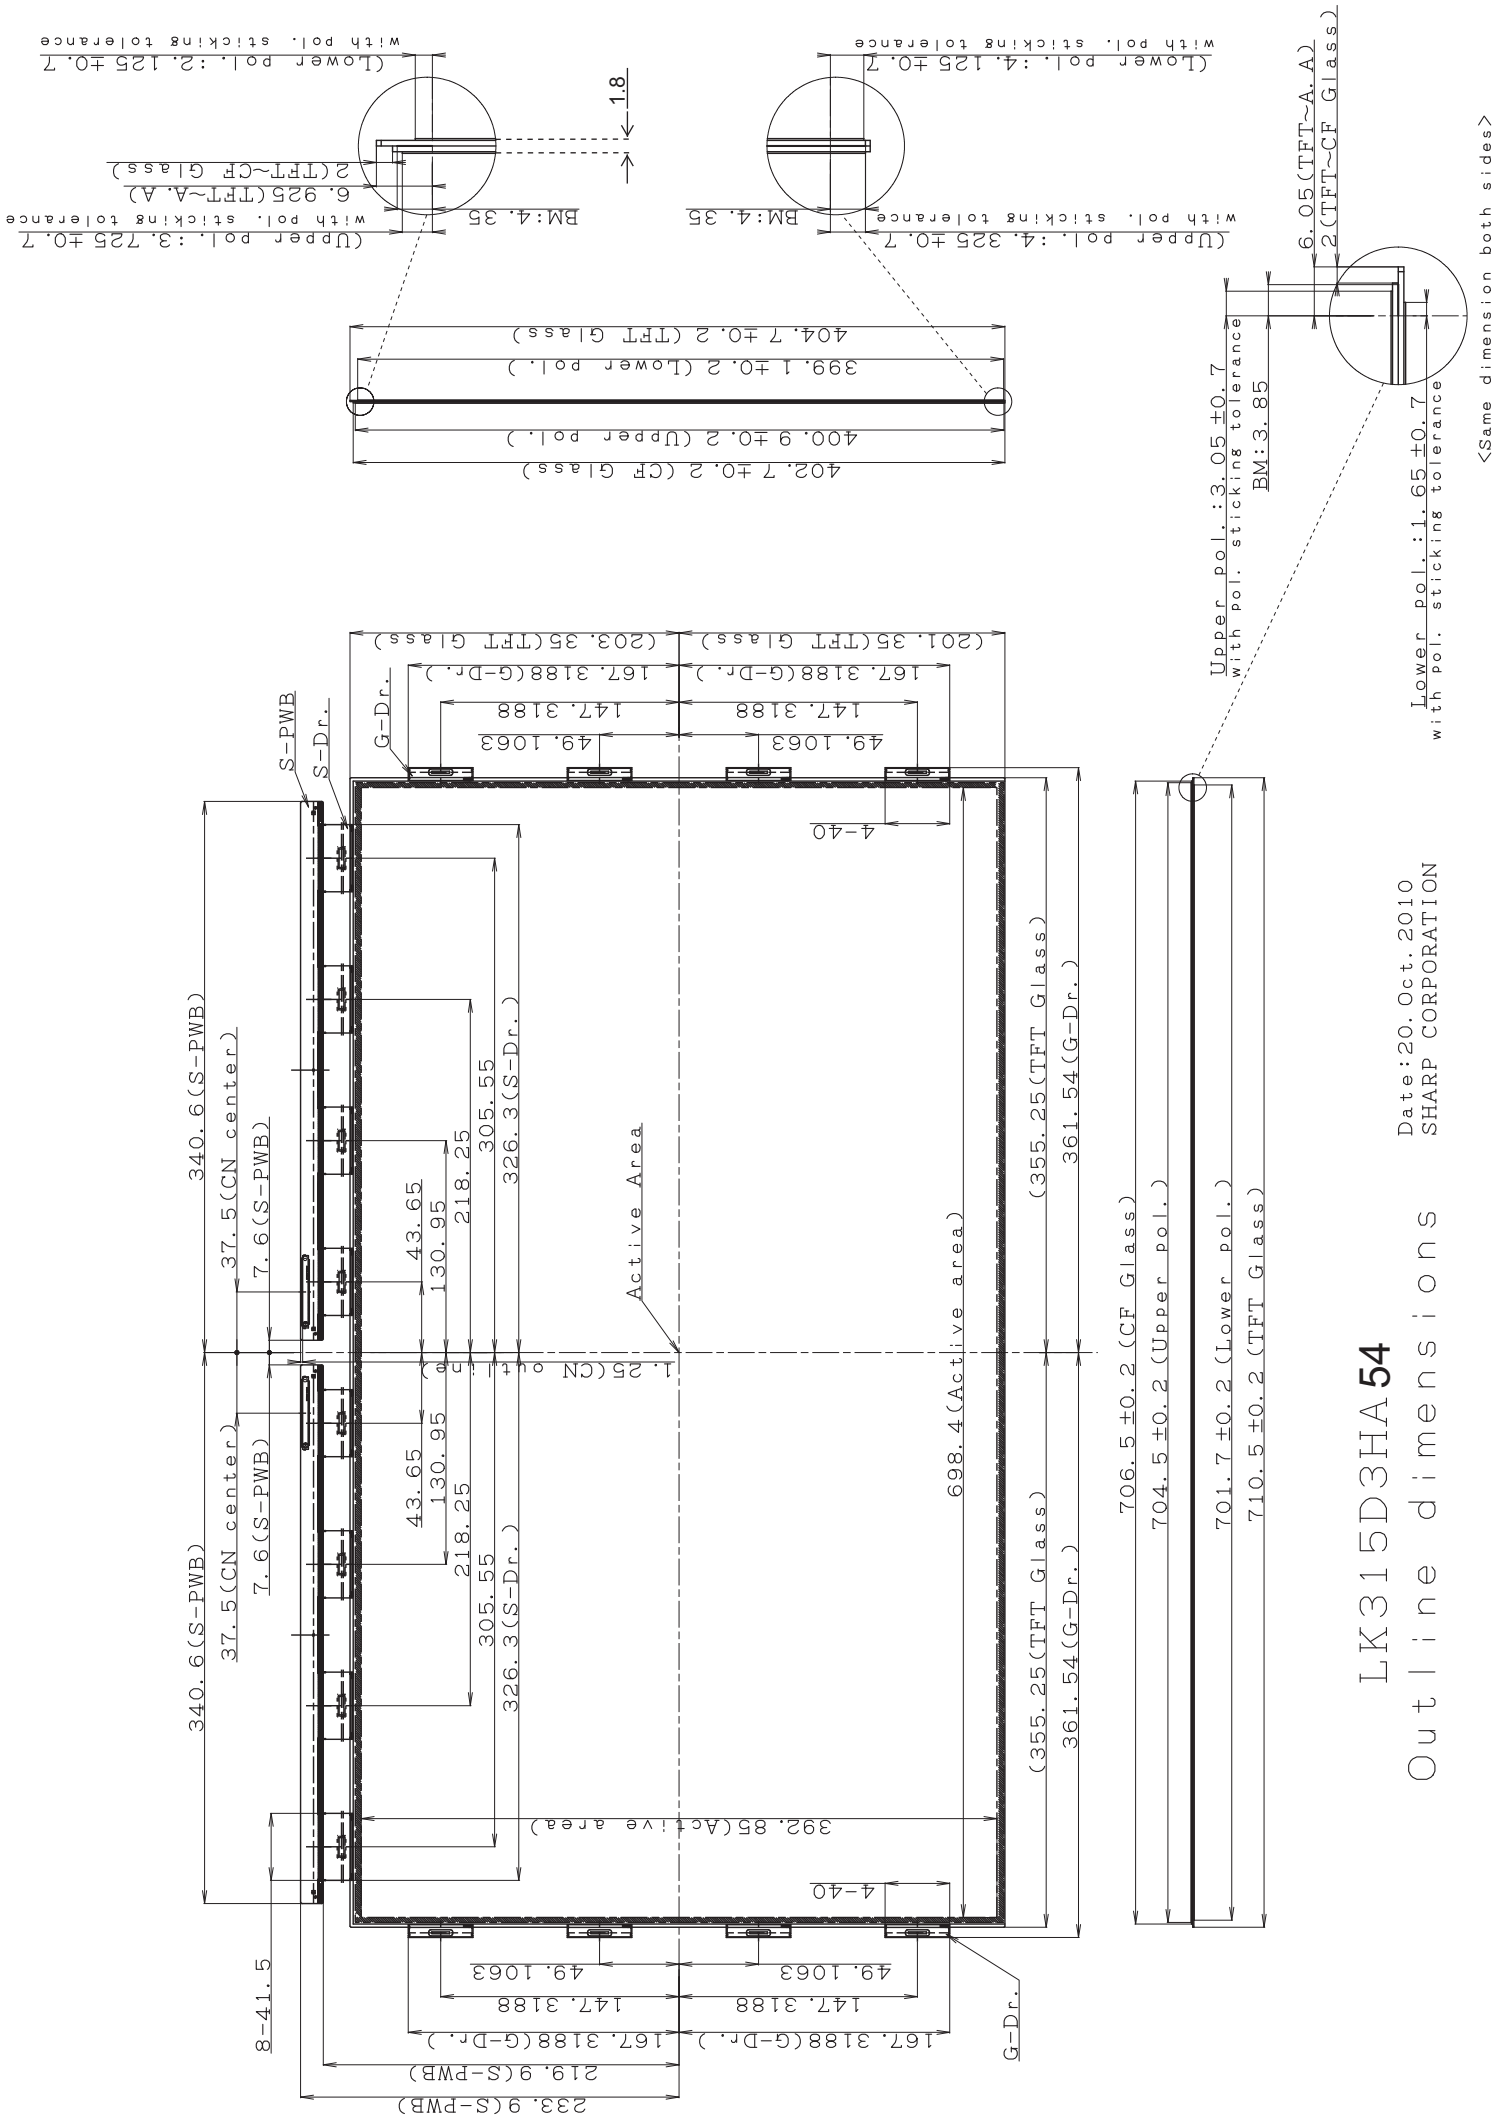 340.6(S-PWB)
340.6(S-PWB)
37.5(CN center)
37.5(CN center)
7.6(S-PWB)
7.6(S-PWB)
8-41.5
S-PWB
S-Dr.
G-Dr.
1.25(CN outline)
43.65
43.65
130.95
130.95
218.25
218.25
305.55
305.55
326.3(S-Dr.)
326.3(S-Dr.)
Active Area
233.9(S-PWB)
219.9(S-PWB)
167.3188(G-Dr.)
167.3188(G-Dr.)
147.3188
147.3188
49.1063
49.1063
392.85(Active area)
4-40
G-Dr.
698.4(Active area)
4-40
49.1063
49.1063
147.3188
147.3188
167.3188(G-Dr.)
167.3188(G-Dr.)
(203.35(TFT Glass)
(201.35(TFT Glass)
(355.25(TFT Glass)
(355.25(TFT Glass)
361.54(G-Dr.)
361.54(G-Dr.)
402.7±0.2(CF Glass)
400.9±0.2(Upper pol.)
399.1±0.2(Lower pol.)
404.7±0.2(TFT Glass)
(Upper pol.:3.725±0.7
with pol. sticking tolerance
6.925(TFT~A.A)
2(TFT~CF Glass)
BM:4.35
(Lower pol.:2.125±0.7
with pol. sticking tolerance
1.8
BM:4.35
(Upper pol.:4.325±0.7
with pol. sticking tolerance
(Lower pol.:4.125±0.7
with pol. sticking tolerance
706.5±0.2(CF Glass)
704.5±0.2(Upper pol.)
701.7±0.2(Lower pol.)
710.5±0.2(TFT Glass)
Upper pol.:3.05±0.7
with pol. sticking tolerance
BM:3.85
6.05(TFT~A.A)
2(TFT~CF Glass)
Lower pol.:1.65±0.7
with pol. sticking tolerance
<Same dimension both sides>
LK315D3HA54
Outline dimensions
Date:20.Oct.2010
SHARP CORPORATION